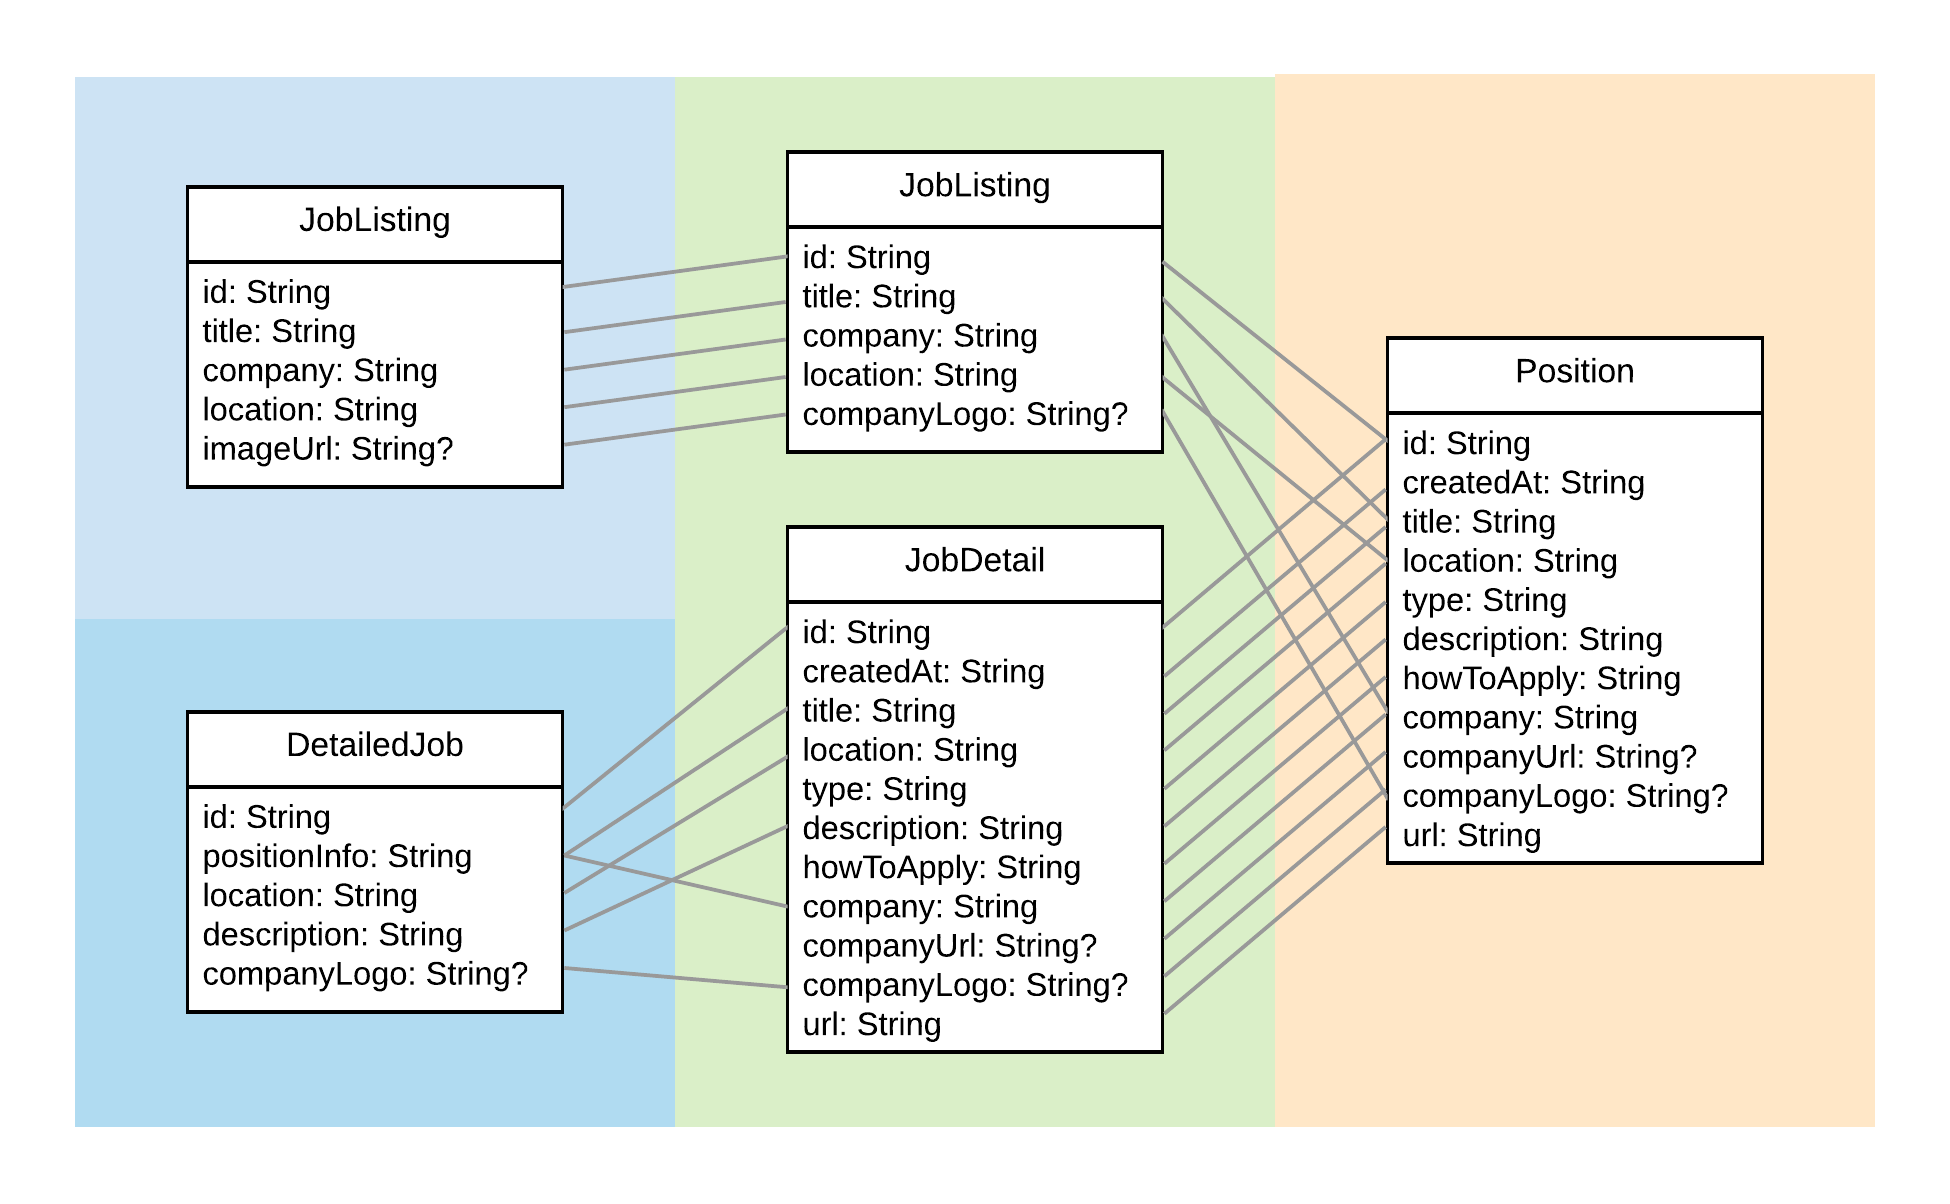 JobListing
id: String
title: String
company: String
location: String
imageUrl: String?
DetailedJob
id: String
positionInfo: String
location: String
description: String
companyLogo: String?
JobListing
id: String
title: String
company: String
location: String
companyLogo: String?
JobDetail
id: String
createdAt: String
title: String
location: String
type: String
description: String
howToApply: String
company: String
companyUrl: String?
companyLogo: String?
url: String
Position
id: String
createdAt: String
title: String
location: String
type: String
description: String
howToApply: String
company: String
companyUrl: String?
companyLogo: String?
url: String